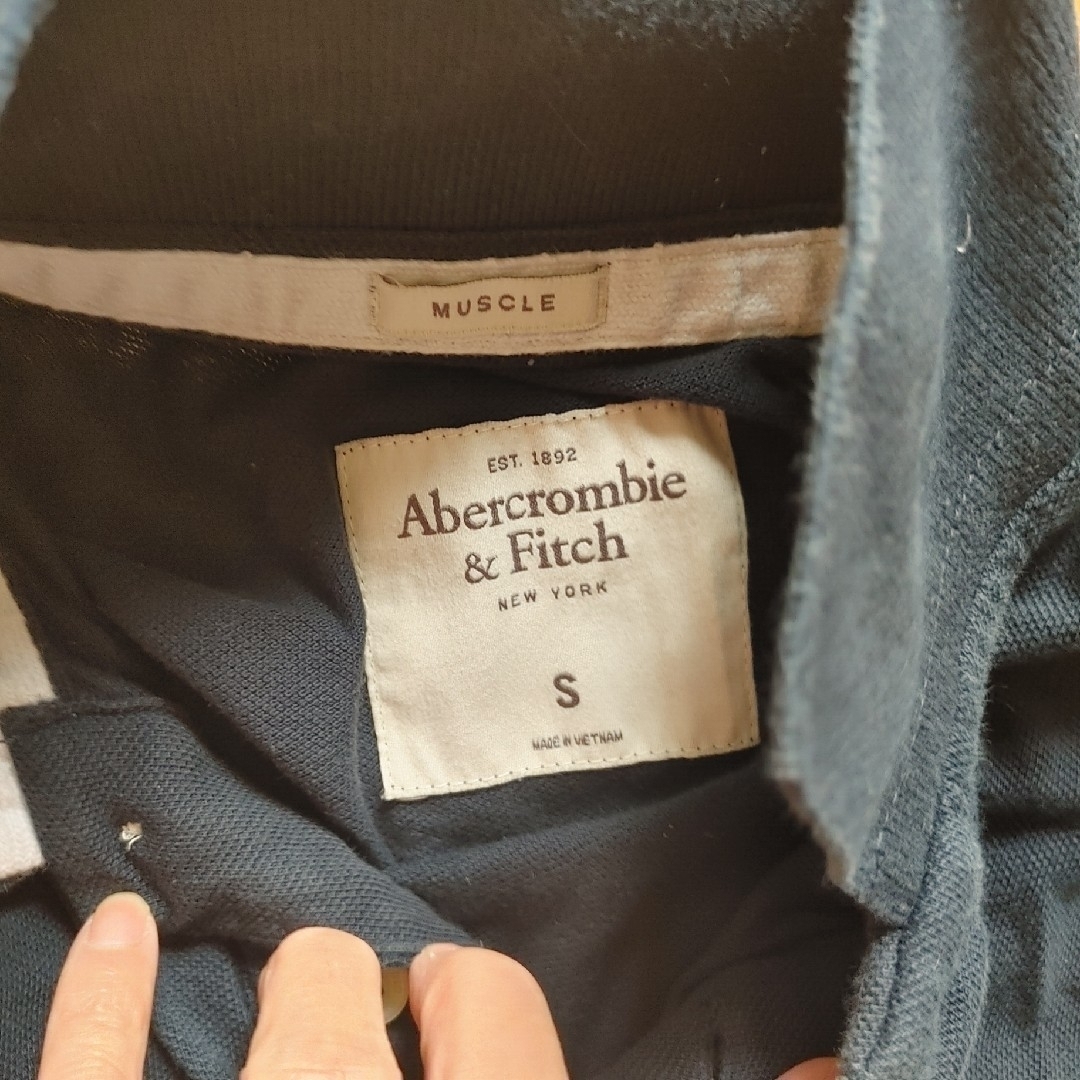 MUSCLE
EST. 1892
Abercrombie
& Fitch
NEW YORK
S
MADE IN VIETNAM